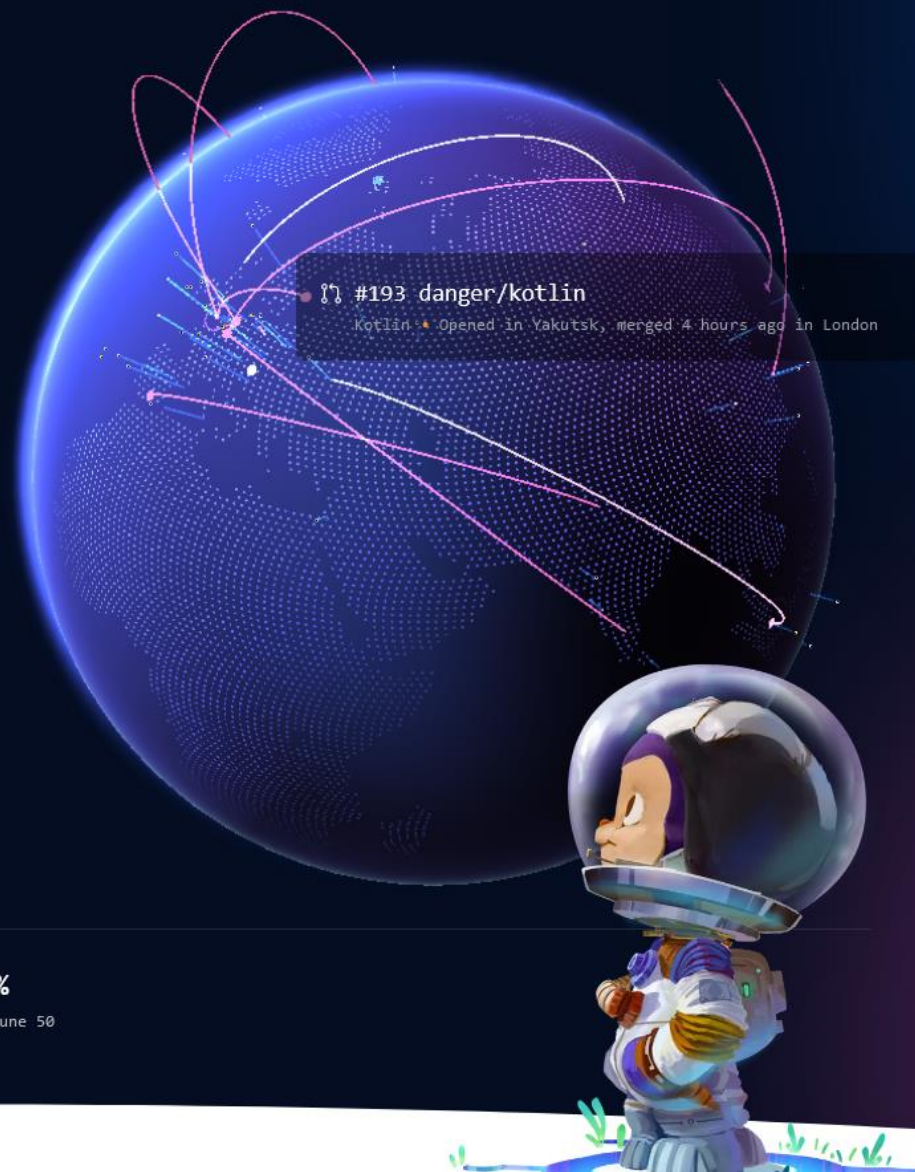 #193 danger/kotlin
Kotlin • Opened in Yakutsk, merged 4 hours ago in London
%
une 50